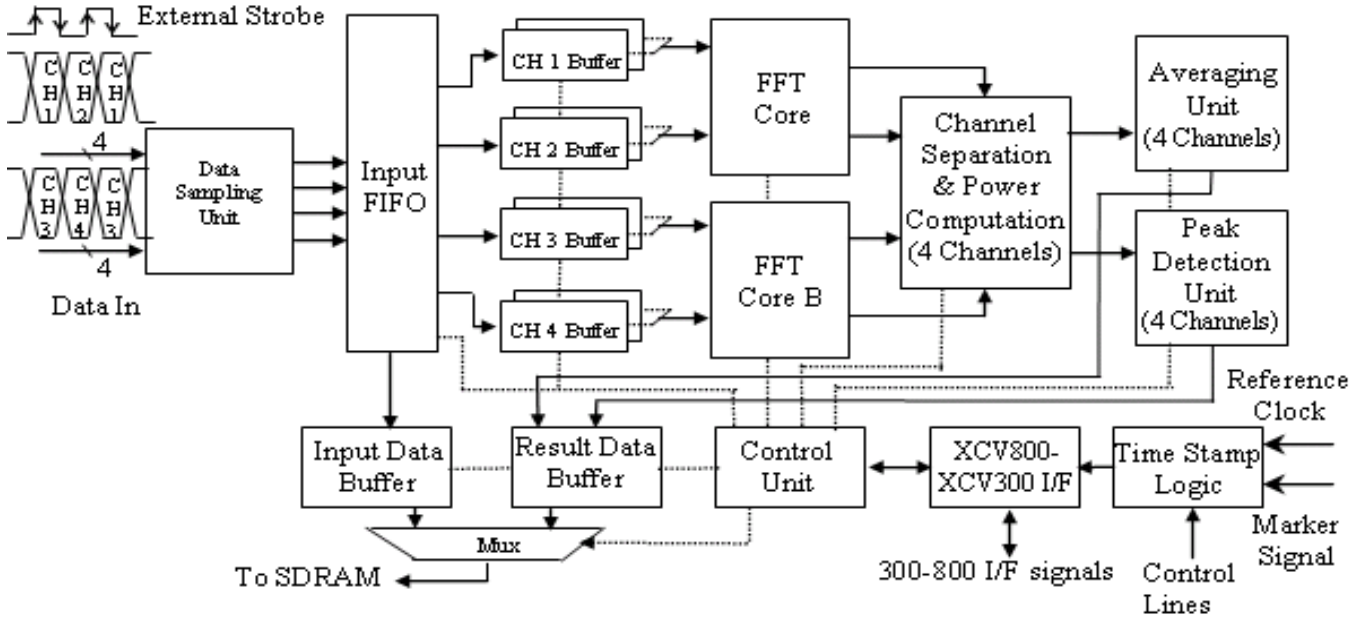 External Strobe
C C C
H H H
1 2 1
4
C C C
H H H
3 4 3
4
Data In
Data
Sampling
Unit
Input
FIFO
CH 1 Buffer
CH 2 Buffer
CH 3 Buffer
CH 4 Buffer
FFT
Core
FFT
Core B
Channel
Separation
& Power
Computation
(4 Channels)
Averaging
Unit
(4 Channels)
Peak
Detection
Unit
(4 Channels)
Reference
Clock
Input Data
Buffer
Result Data
Buffer
Control
Unit
XCV800-
XCV300 I/F
Time Stamp
Logic
Marker
Signal
Mux
To SDRAM
300-800 I/F signals
Control
Lines